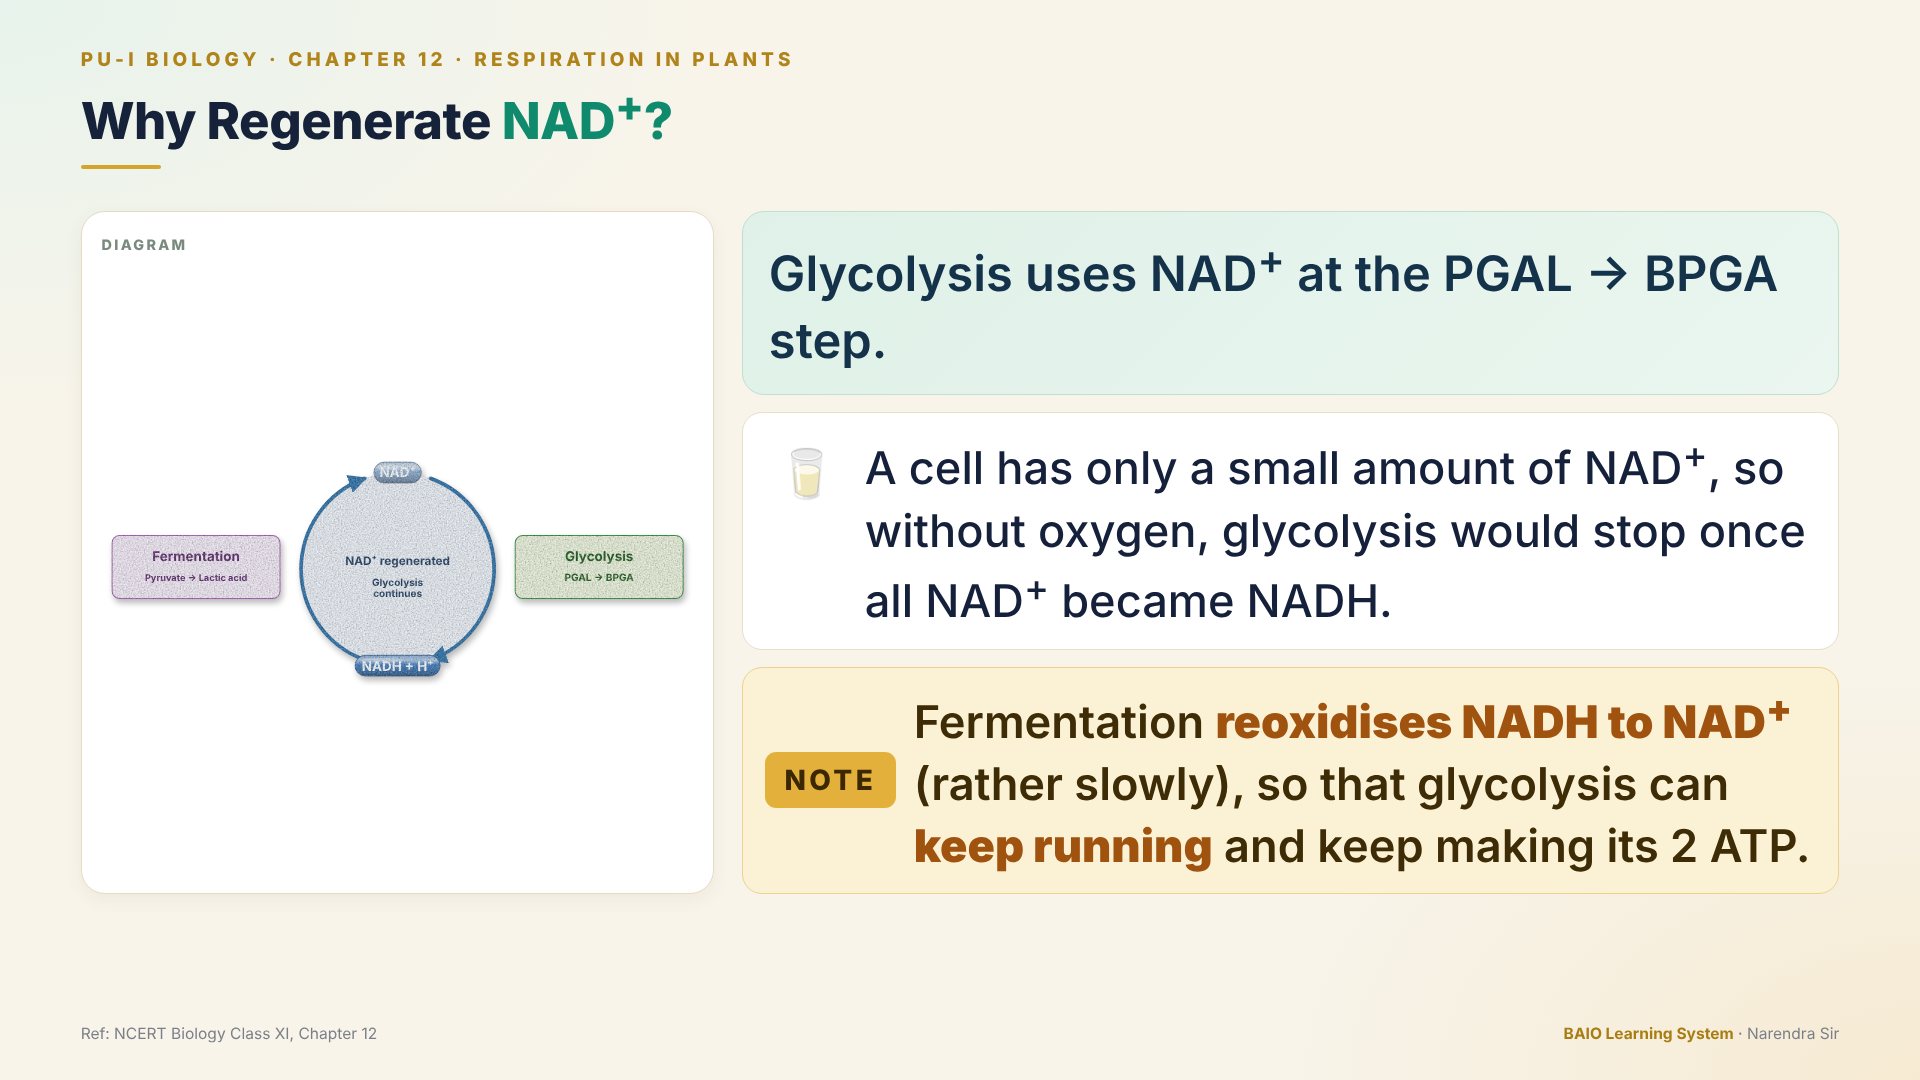 PU-I BIOLOGY · CHAPTER 12 · RESPIRATION IN PLANTS
Why Regenerate NAD⁺?
DIAGRAM
NAD⁺
Fermentation
Pyruvate → Lactic acid
NAD⁺ regenerated
Glycolysis
continues
Glycolysis
PGAL → BPGA
NADH + H⁺
Glycolysis uses NAD⁺ at the PGAL → BPGA
step.
A cell has only a small amount of NAD⁺, so
without oxygen, glycolysis would stop once
all NAD⁺ became NADH.
NOTE
Fermentation reoxidises NADH to NAD⁺
(rather slowly), so that glycolysis can
keep running and keep making its 2 ATP.
Ref: NCERT Biology Class XI, Chapter 12
BAIO Learning System · Narendra Sir